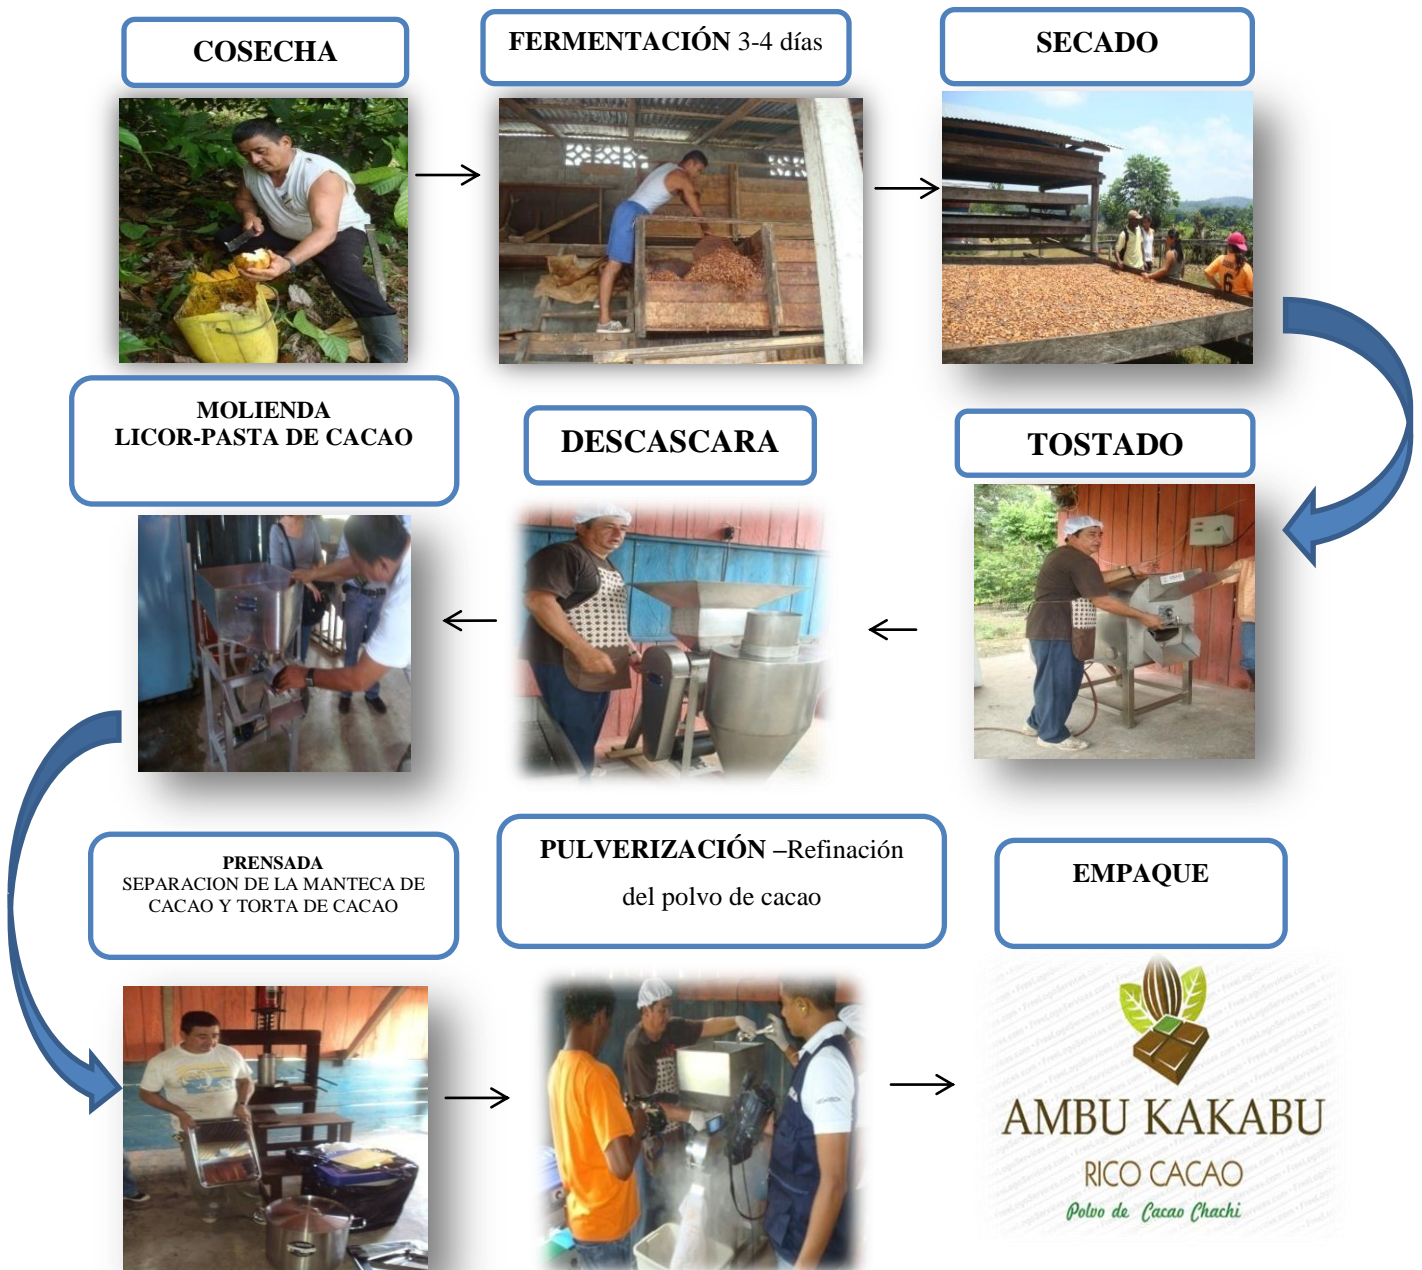 COSECHA
FERMENTACIÓN 3-4 días
SECADO
TOSTADO
DESCASCARA
MOLIENDA
LICOR-PASTA DE CACAO
PRENSADA
SEPARACION DE LA MANTECA DE
CACAO Y TORTA DE CACAO
PULVERIZACIÓN –Refinación
del polvo de cacao
EMPAQUE
AMBU KAKABU
RICO CACAO
Polvo de Cacao Chachi